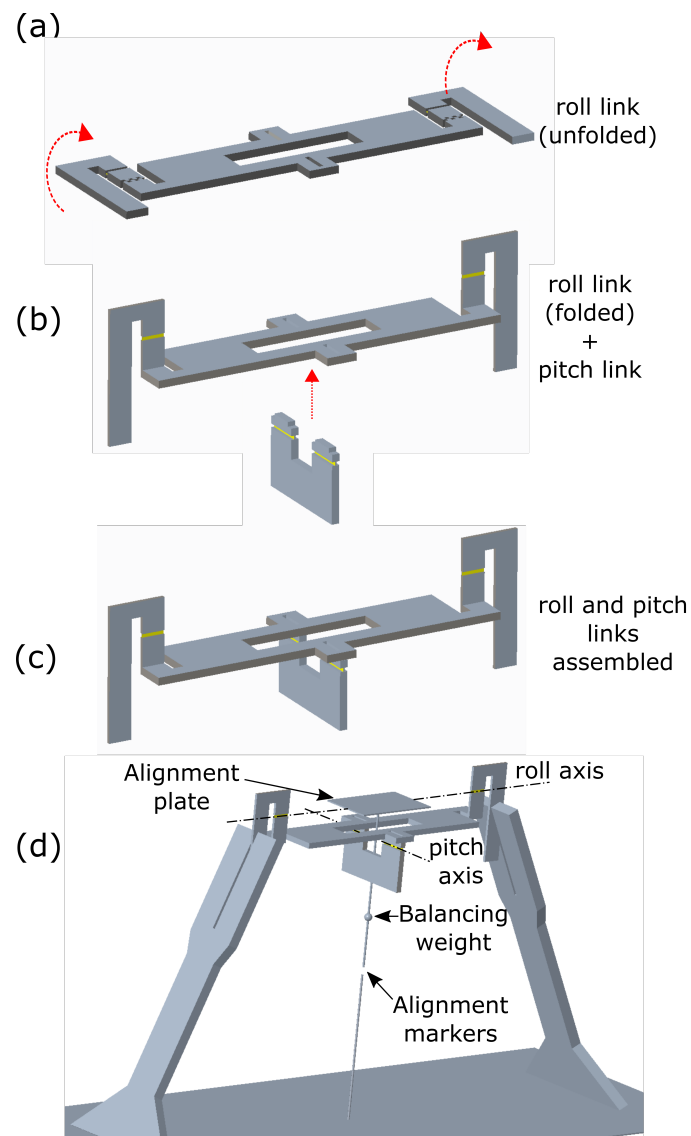 (a)
roll link
(unfolded)
(b)
roll link
(folded)
+
pitch link
(c)
roll and pitch
links
assembled
(d)
Alignment
plate
roll axis
pitch
axis
Balancing
weight
Alignment
markers